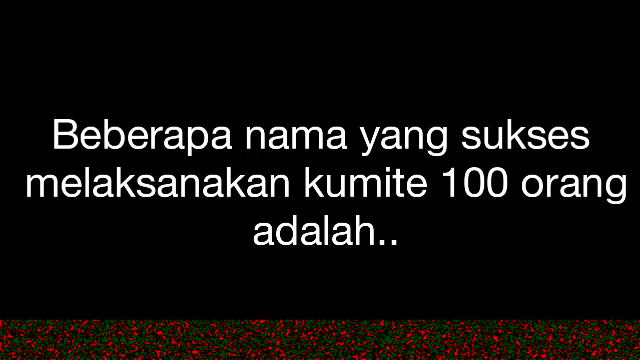 Beberapa nama yang sukses
melaksanakan kumite 100 orang
adalah..